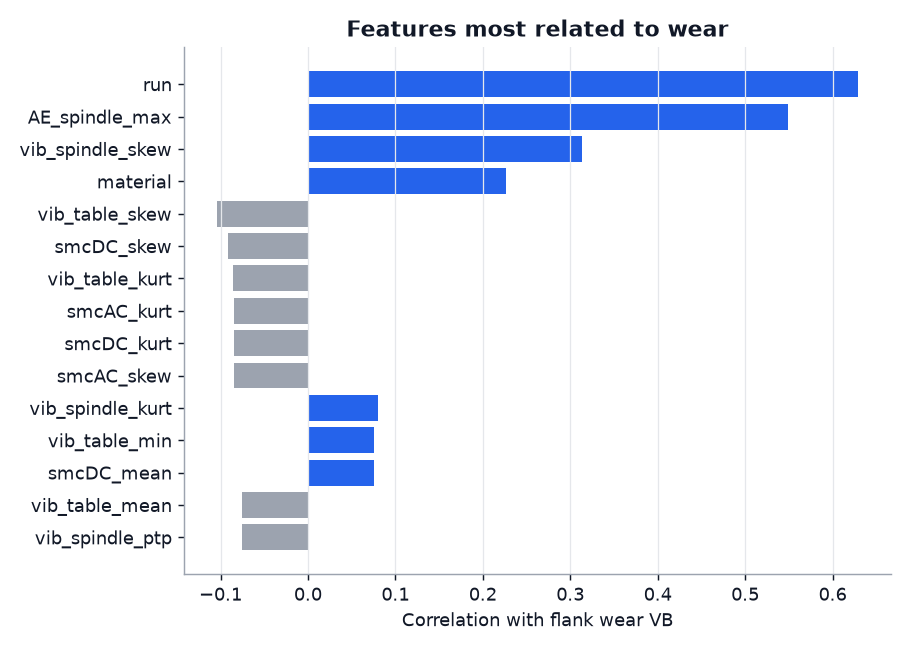 Features most related to wear
run
AE_spindle_max
vib_spindle_skew
material
vib_table_skew
smcDC_skew
vib_table_kurt
smcAC_kurt
smcDC_kurt
smcAC_skew
vib_spindle_kurt
vib_table_min
smcDC_mean
vib_table_mean
vib_spindle_ptp
−0.1 0.0 0.1 0.2 0.3 0.4 0.5 0.6
Correlation with flank wear VB